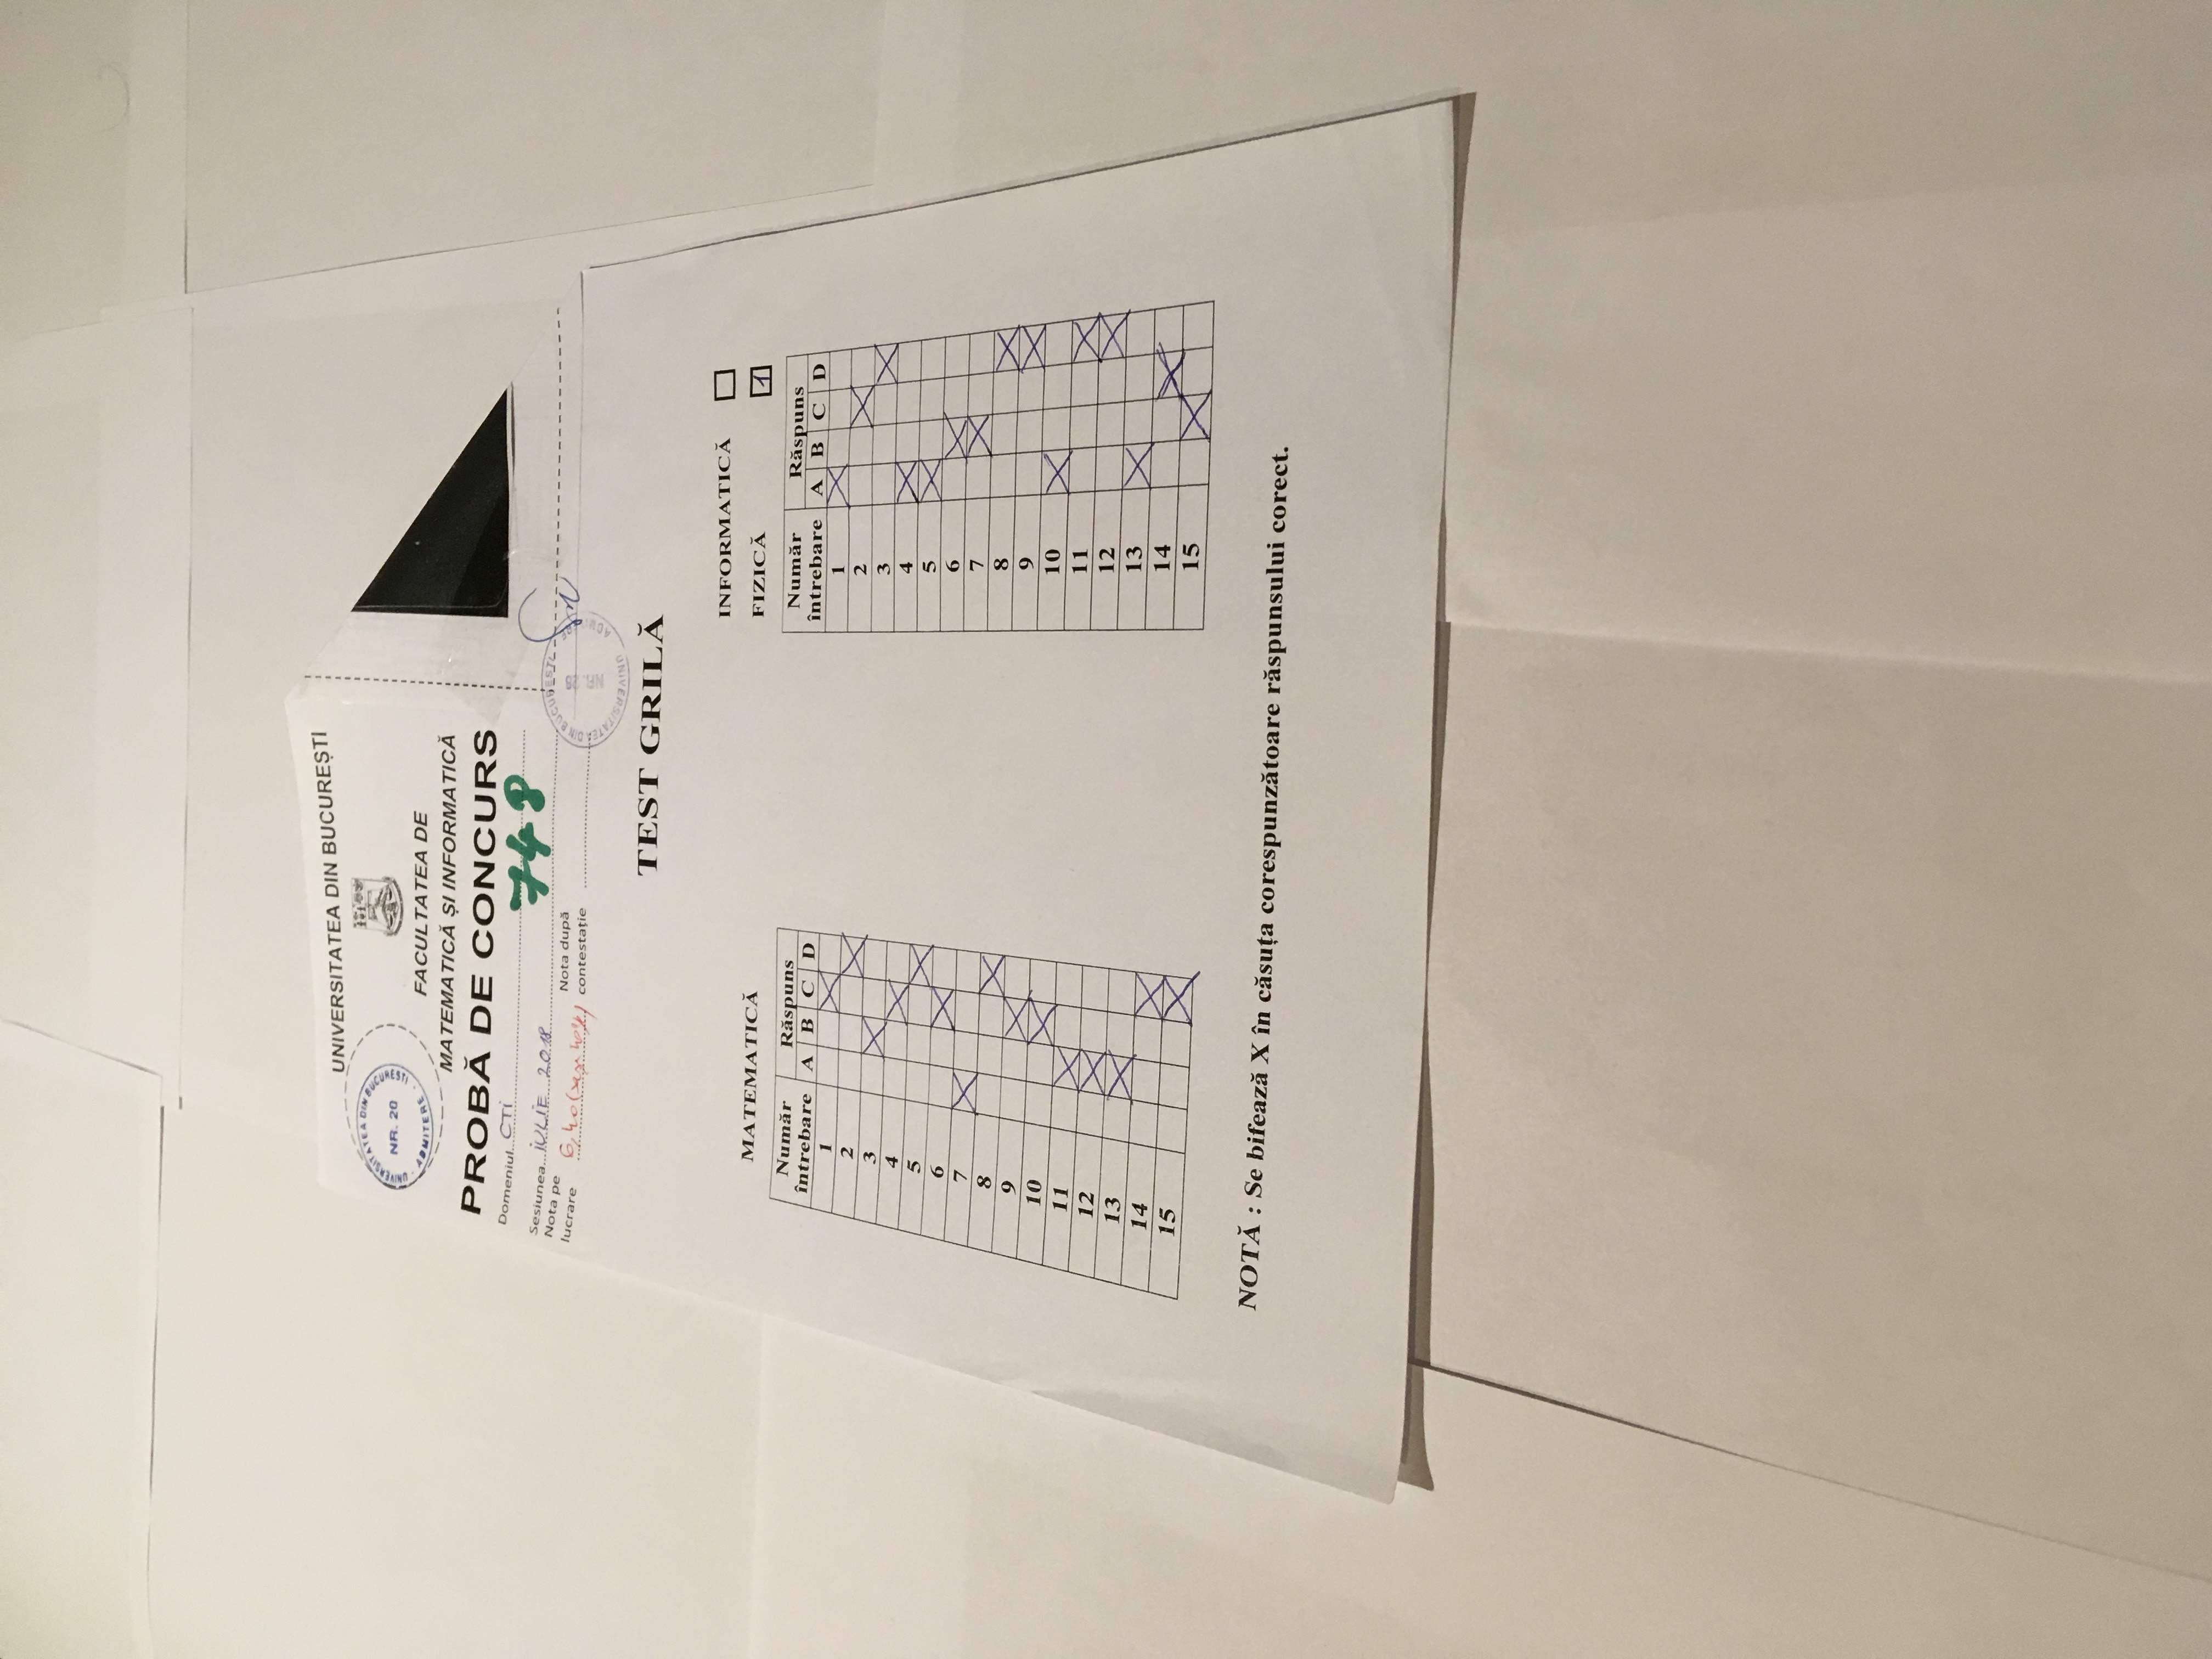 UNIVERSITATEA DIN BUCUREȘTI
UNIVERSITATEA DIN BUCUREȘTI
NR. 20
ADMITERE
FACULTATEA DE
MATEMATICĂ ȘI INFORMATICĂ
PROBĂ DE CONCURS
Domeniul CTI
748
Sesiunea IULIE 2018
Nota pe lucrare 6,40
Nota după contestație
UNIVERSITATEA DIN BUCUREȘTI
TEST GRILĂ
INFORMATICĂ
FIZICĂ 1
MATEMATICĂ
Număr întrebare Răspuns
A B C D
1 X
2 X
3 X
4 X
5 X
6 X
7 X
8 X
9 X
10 X
11 X
12 X
13 X
14 X
15 X
Număr întrebare Răspuns
A B C D
1 X
2 X
3 X
4 X
5 X
6 X
7 X
8 X
9 X
10 X
11 X
12 X
13 X
14 X
15 X
NOTĂ : Se bifează X în căsuța corespunzătoare răspunsului corect.